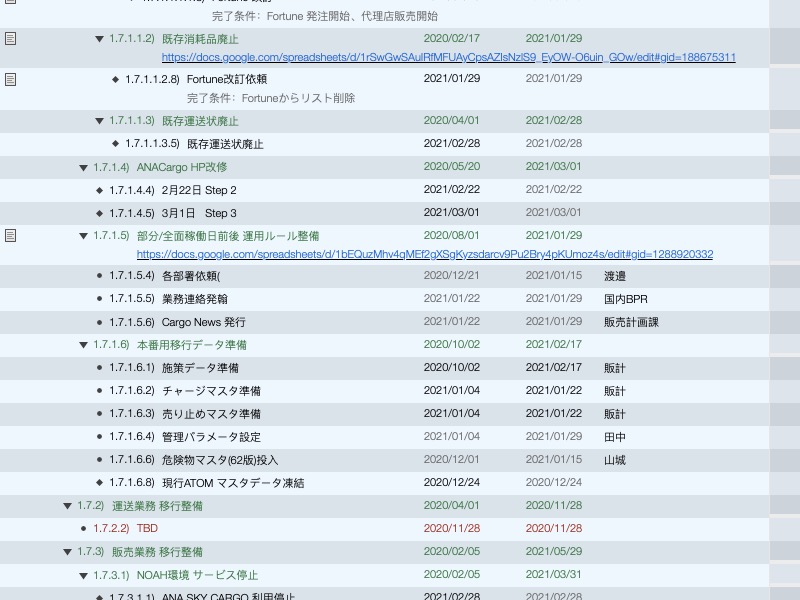 完了条件：Fortune 発注開始、代理店販売開始
1.7.1.1.2) 既存消耗品廃止 2020/02/17 2021/01/29
https://docs.google.com/spreadsheets/d/1rSwGwSAulRfMFUAyCpsAZIsNzlS9_EyOW-O6uin_GOw/edit#gid=188675311
1.7.1.1.2.8) Fortune改訂依頼 2021/01/29 2021/01/29
完了条件：Fortuneからリスト削除
1.7.1.1.3) 既存運送状廃止 2020/04/01 2021/02/28
1.7.1.1.3.5) 既存運送状廃止 2021/02/28 2021/02/28
1.7.1.4) ANACargo HP改修 2020/05/20 2021/03/01
1.7.1.4.4) 2月22日 Step 2 2021/02/22 2021/02/22
1.7.1.4.5) 3月1日 Step 3 2021/03/01 2021/03/01
1.7.1.5) 部分/全面稼働日前後 運用ルール整備 2020/08/01 2021/01/29
https://docs.google.com/spreadsheets/d/1bEQuzMhv4qMEf2gXSgKyzsdarcv9Pu2Bry4pKUmoz4s/edit#gid=1288920332
1.7.1.5.4) 各部署依頼( 2020/12/21 2021/01/15 渡邉
1.7.1.5.5) 業務連絡発翰 2021/01/22 2021/01/29 国内BPR
1.7.1.5.6) Cargo News 発行 2021/01/22 2021/01/29 販売計画課
1.7.1.6) 本番用移行データ準備 2020/10/02 2021/02/17
1.7.1.6.1) 施策データ準備 2020/10/02 2021/02/17 販計
1.7.1.6.2) チャージマスタ準備 2021/01/04 2021/01/22 販計
1.7.1.6.3) 売り止めマスタ準備 2021/01/04 2021/01/22 販計
1.7.1.6.4) 管理パラメータ設定 2021/01/04 2021/01/29 田中
1.7.1.6.6) 危険物マスタ(62版)投入 2020/12/01 2021/01/15 山城
1.7.1.6.8) 現行ATOM マスタデータ凍結 2020/12/24 2020/12/24
1.7.2) 運送業務 移行整備 2020/04/01 2020/11/28
1.7.2.2) TBD 2020/11/28 2020/11/28
1.7.3) 販売業務 移行整備 2020/02/05 2021/05/29
1.7.3.1) NOAH環境 サービス停止 2020/02/05 2021/03/31
1.7.3.1.1) ANA SKY CARGO 利用停止 2021/02/28 2021/02/28